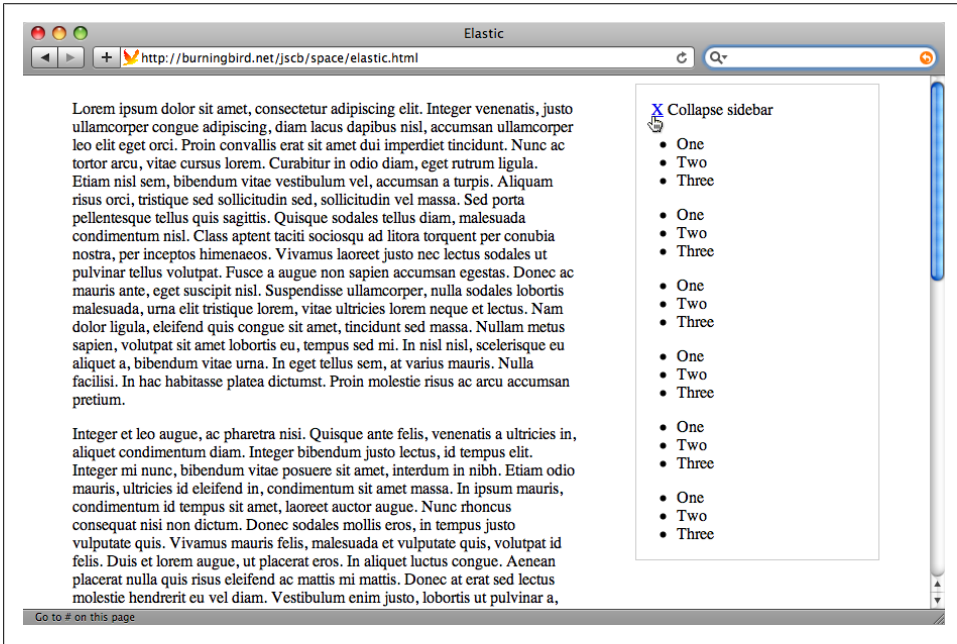 Elastic
http://burningbird.net/jscb/space/elastic.html
Lorem ipsum dolor sit amet, consectetur adipiscing elit. Integer venenatis, justo
ullamcorper congue adipiscing, diam lacus dapibus nisl, accumsan ullamcorper
leo elit eget orci. Proin convallis erat sit amet dui imperdiet tincidunt. Nunc ac
tortor arcu, vitae cursus lorem. Curabitur in odio diam, eget rutrum ligula.
Etiam nisl sem, bibendum vitae vestibulum vel, accumsan a turpis. Aliquam
risus orci, tristique sed sollicitudin sed, sollicitudin vel massa. Sed porta
pellentesque tellus quis sagittis. Quisque sodales tellus diam, malesuada
condimentum nisl. Class aptent taciti sociosqu ad litora torquent per conubia
nostra, per inceptos himenaeos. Vivamus laoreet justo nec lectus sodales ut
pulvinar tellus volutpat. Fusce a augue non sapien accumsan egestas. Donec ac
mauris ante, eget suscipit nisl. Suspendisse ullamcorper, nulla sodales lobortis
malesuada, urna elit tristique lorem, vitae ultricies lorem neque et lectus. Nam
dolor ligula, eleifend quis congue sit amet, tincidunt sed massa. Nullam metus
sapien, volutpat sit amet lobortis eu, tempus sed mi. In nisl nisl, scelerisque eu
aliquet a, bibendum vitae urna. In eget tellus sem, at varius mauris. Nulla
facilisi. In hac habitasse platea dictumst. Proin molestie risus ac arcu accumsan
pretium.
Integer et leo augue, ac pharetra nisi. Quisque ante felis, venenatis a ultricies in,
aliquet condimentum diam. Integer bibendum justo lectus, id tempus elit.
Integer mi nunc, bibendum vitae posuere sit amet, interdum in nibh. Etiam odio
mauris, ultricies id eleifend in, condimentum sit amet massa. In ipsum mauris,
condimentum id tempus sit amet, laoreet auctor augue. Nunc rhoncus
consequat nisi non dictum. Donec sodales mollis eros, in tempus justo
vulputate quis. Vivamus mauris felis, malesuada et vulputate quis, volutpat id
felis. Duis et lorem augue, ut placerat eros. In aliquet luctus congue. Aenean
placerat nulla quis risus eleifend ac mattis mi mattis. Donec at erat sed lectus
molestie hendrerit eu vel diam. Vestibulum enim justo, lobortis ut pulvinar a,
X Collapse sidebar
One
Two
Three
One
Two
Three
One
Two
Three
One
Two
Three
One
Two
Three
One
Two
Three
Go to # on this page